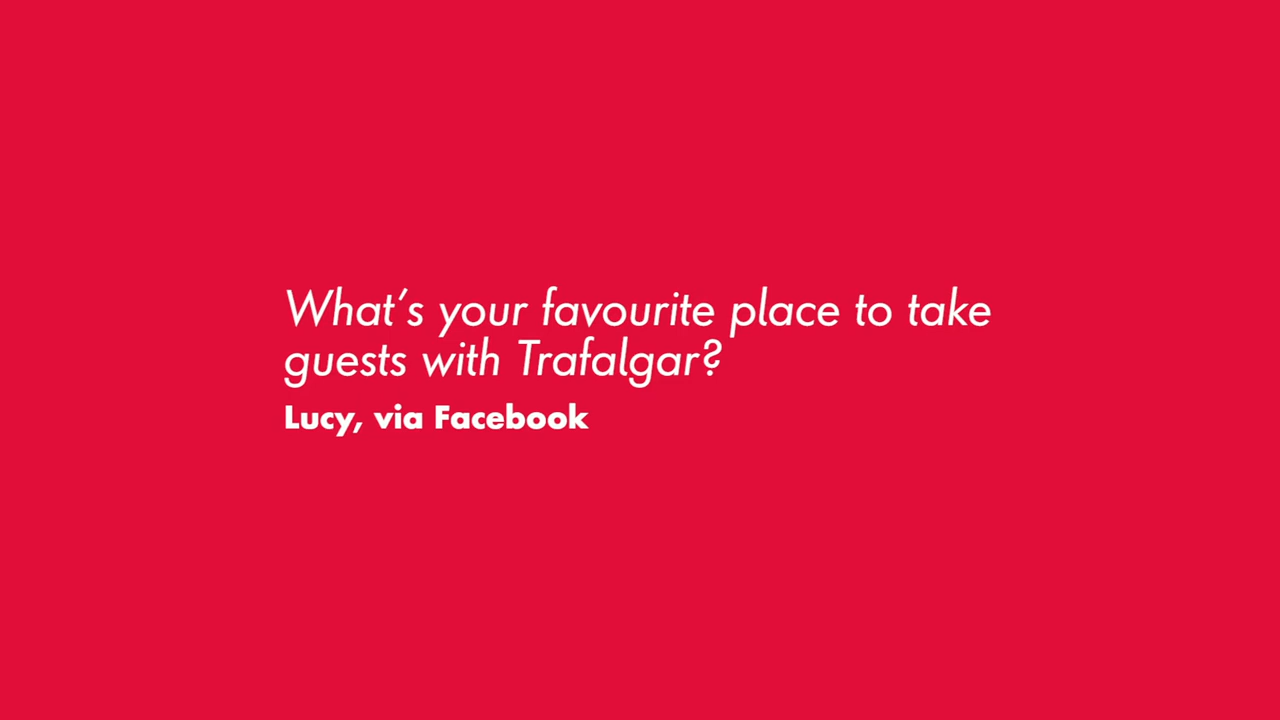 What’s your favourite place to take
guests with Trafalgar?
Lucy, via Facebook